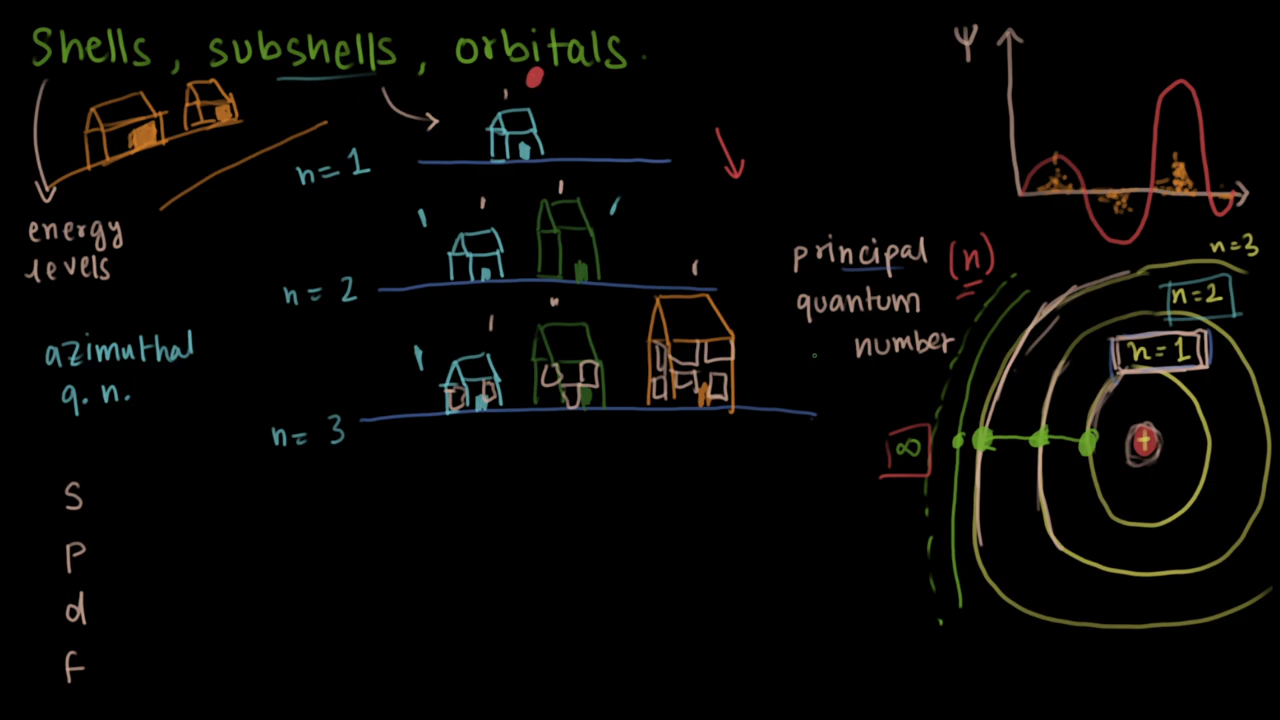 Shells, subshells, orbitals.
energy
levels
azimuthal
q. n.
s
p
d
f
n = 1
n = 2
n = 3
principal (n)
quantum
number
ψ
n=3
n=2
n=1
∞
+